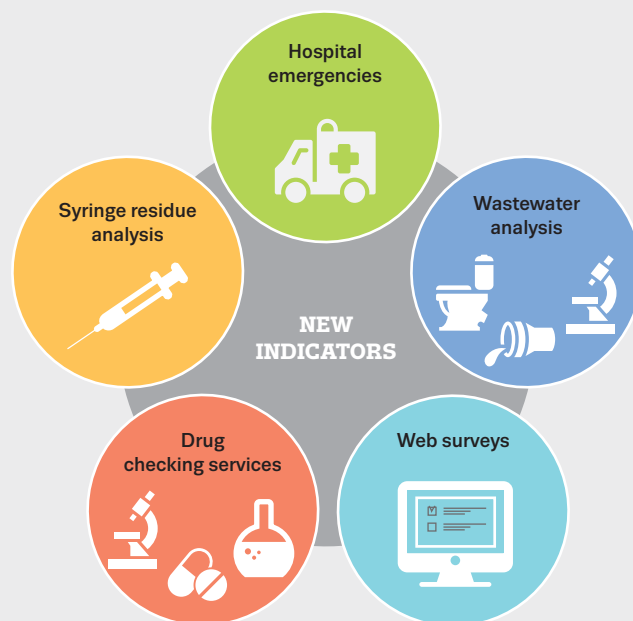 Hospital
emergencies
Syringe residue
analysis
Wastewater
analysis
NEW
INDICATORS
Drug
checking services
Web surveys